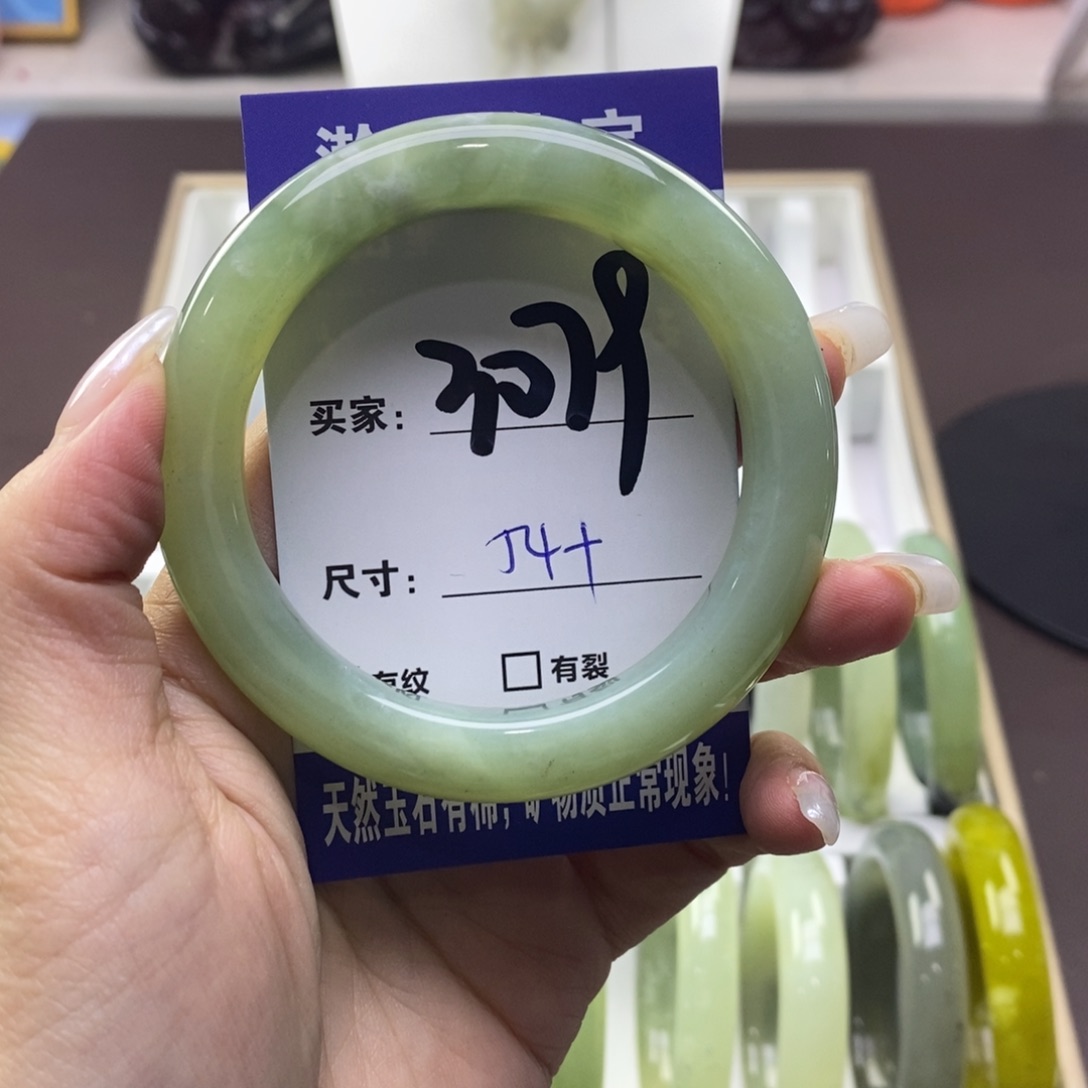 买家：
尺寸： 54+
有纹 □有裂
天然玉石有棉，矿物质正常现象！